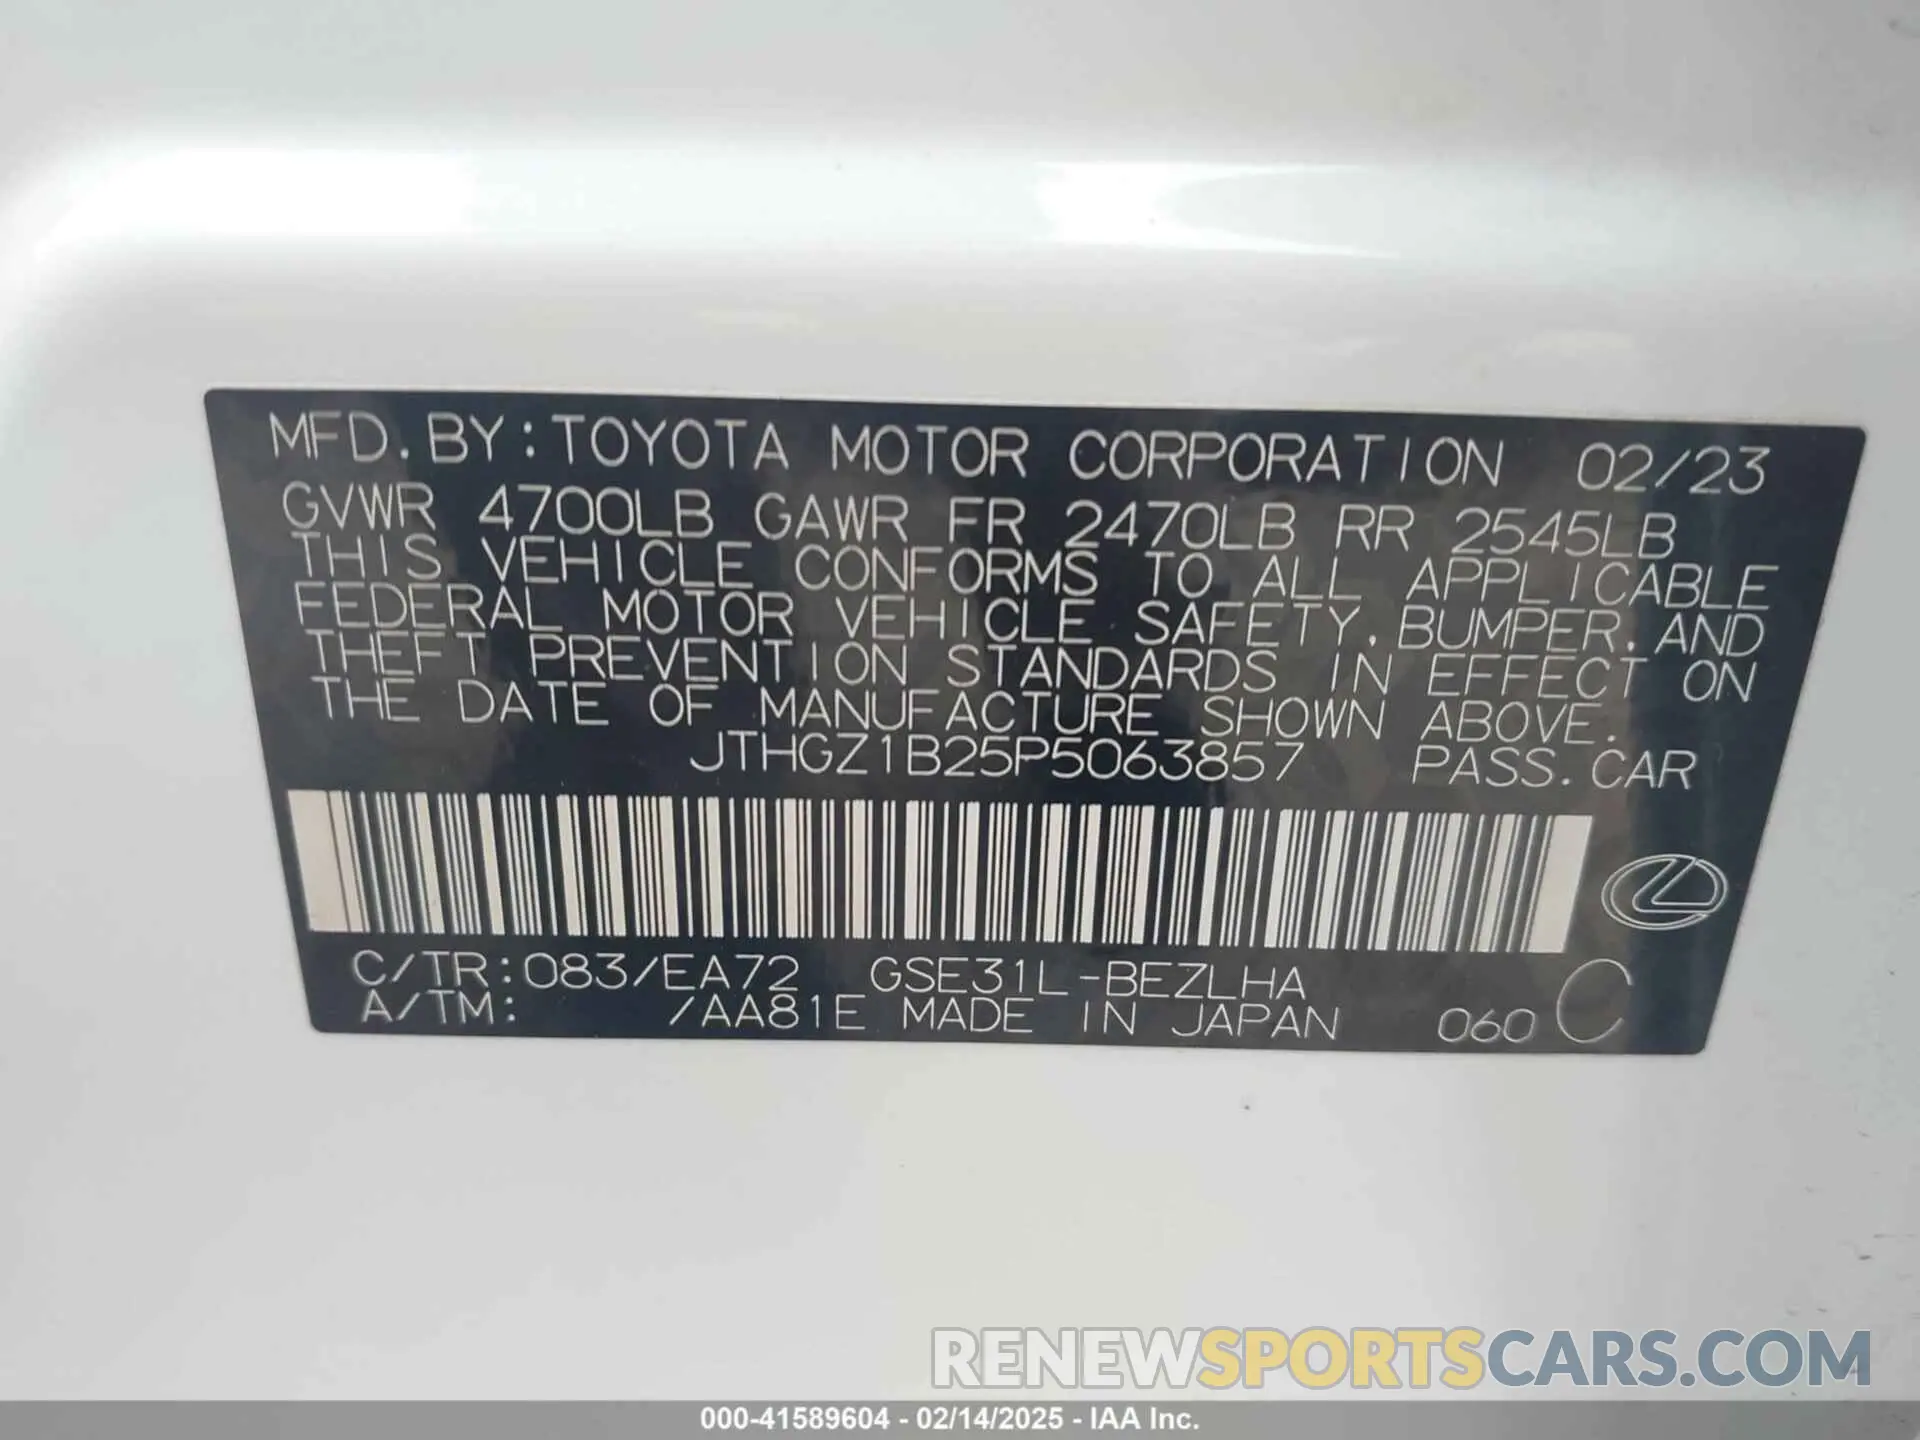 MFD. BY: TOYOTA MOTOR CORPORATION 02/23
GVWR 4700LB GAWR FR 2470LB RR 2545LB
THIS VEHICLE CONFORMS TO ALL APPLICABLE
FEDERAL MOTOR VEHICLE SAFETY, BUMPER, AND
THEFT PREVENTION STANDARDS IN EFFECT ON
THE DATE OF MANUFACTURE SHOWN ABOVE.
JTHGZ1B25P5063857 PASS. CAR
C/TR: 083/EA72 GSE31L-BEZLHA
A/TM: /AA81E MADE IN JAPAN 060 C
RENEWSPORTSCARS.COM
000-41589604 - 02/14/2025 - IAA Inc.